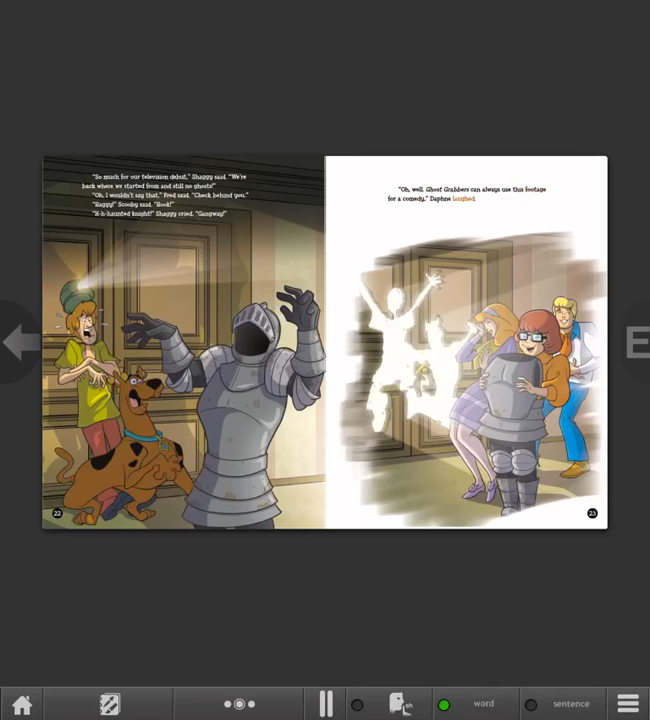 "So much for our television debut," Shaggy said. "We're
back where we started from and still no ghosts!"
"Oh, I wouldn't say that," Fred said. "Check behind you."
"Raggy!" Scooby said. "Rook!"
"H-h-haunted knight!" Shaggy cried. "Gangway!"
"Oh, well. Ghost Grabbers can always use this footage
for a comedy," Daphne laughed.
22
23
E
sh
word
sentence